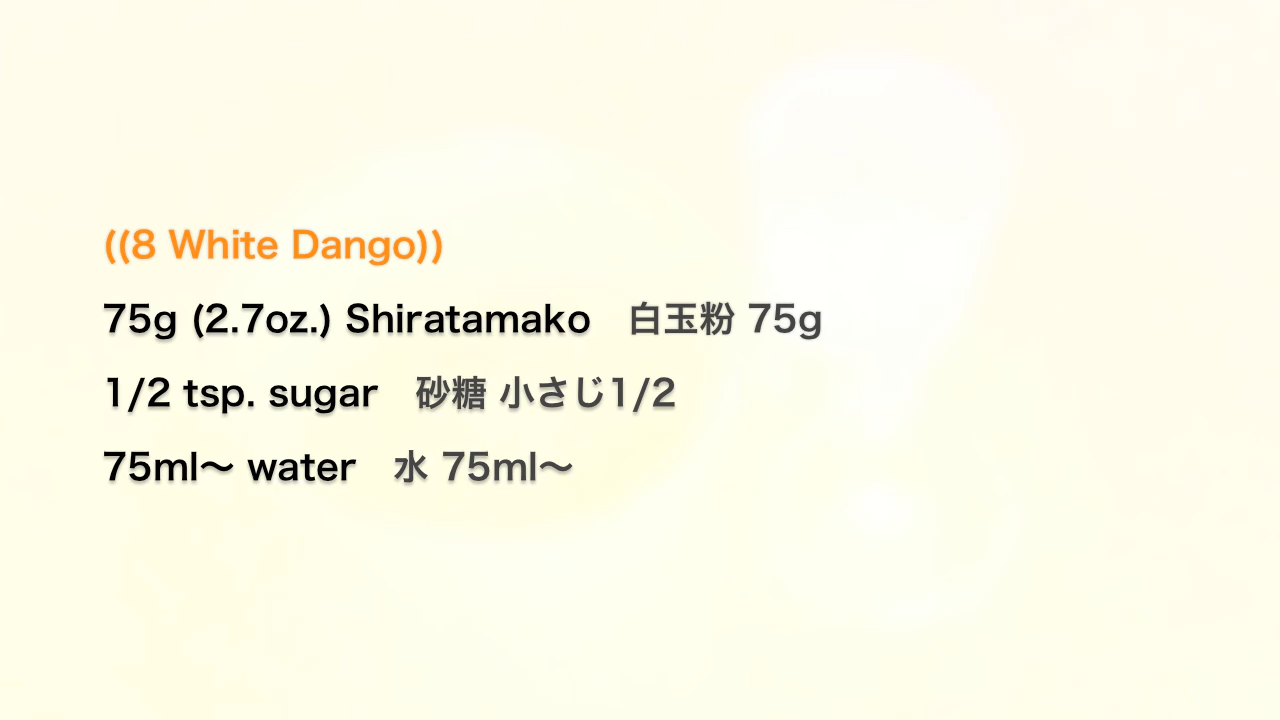 ((8 White Dango))
75g (2.7oz.) Shiratamako　白玉粉 75g
1/2 tsp. sugar　砂糖 小さじ1/2
75ml〜 water　水 75ml〜